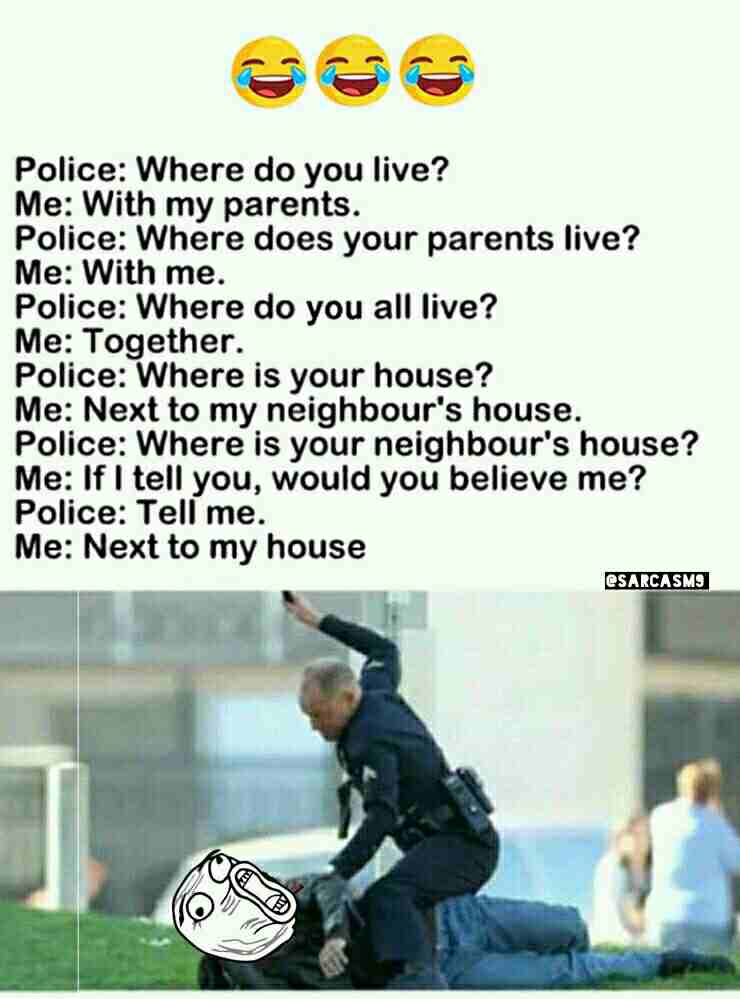 Police: Where do you live?
Me: With my parents.
Police: Where does your parents live?
Me: With me.
Police: Where do you all live?
Me: Together.
Police: Where is your house?
Me: Next to my neighbour's house.
Police: Where is your neighbour's house?
Me: If I tell you, would you believe me?
Police: Tell me.
Me: Next to my house
@SARCASM9